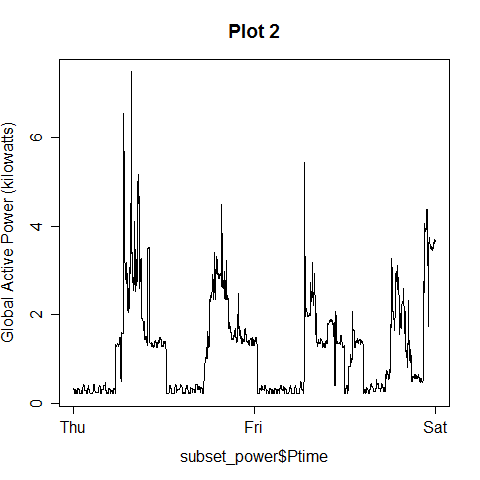 Plot 2
Global Active Power (kilowatts)
6
4
2
0
Thu Fri Sat
subset_power$Ptime